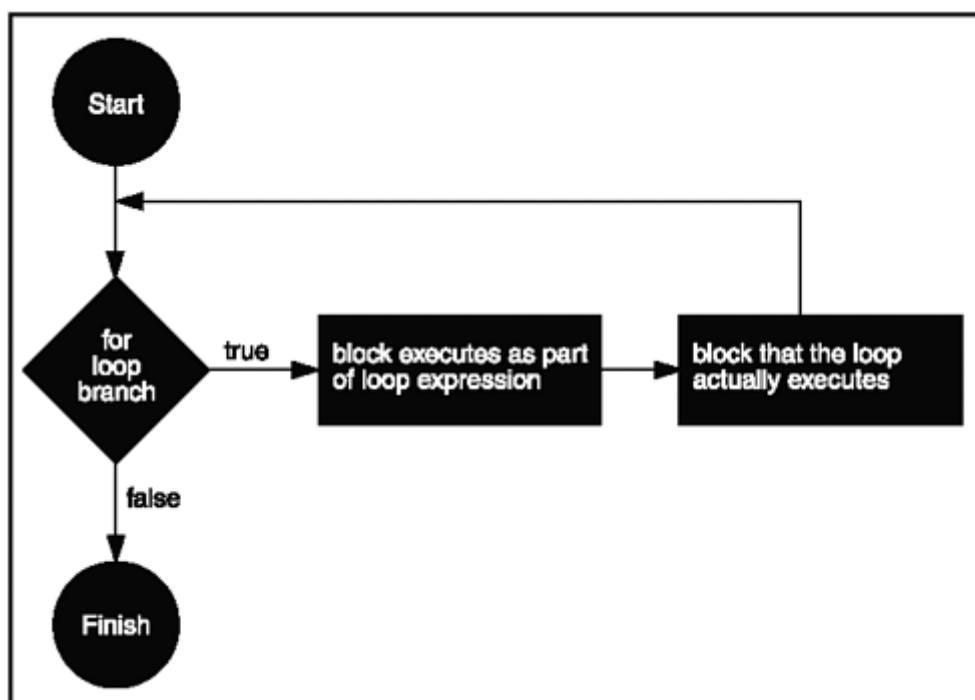 Start
for
loop
branch
true
block executes as part
of loop expression
block that the loop
actually executes
false
Finish